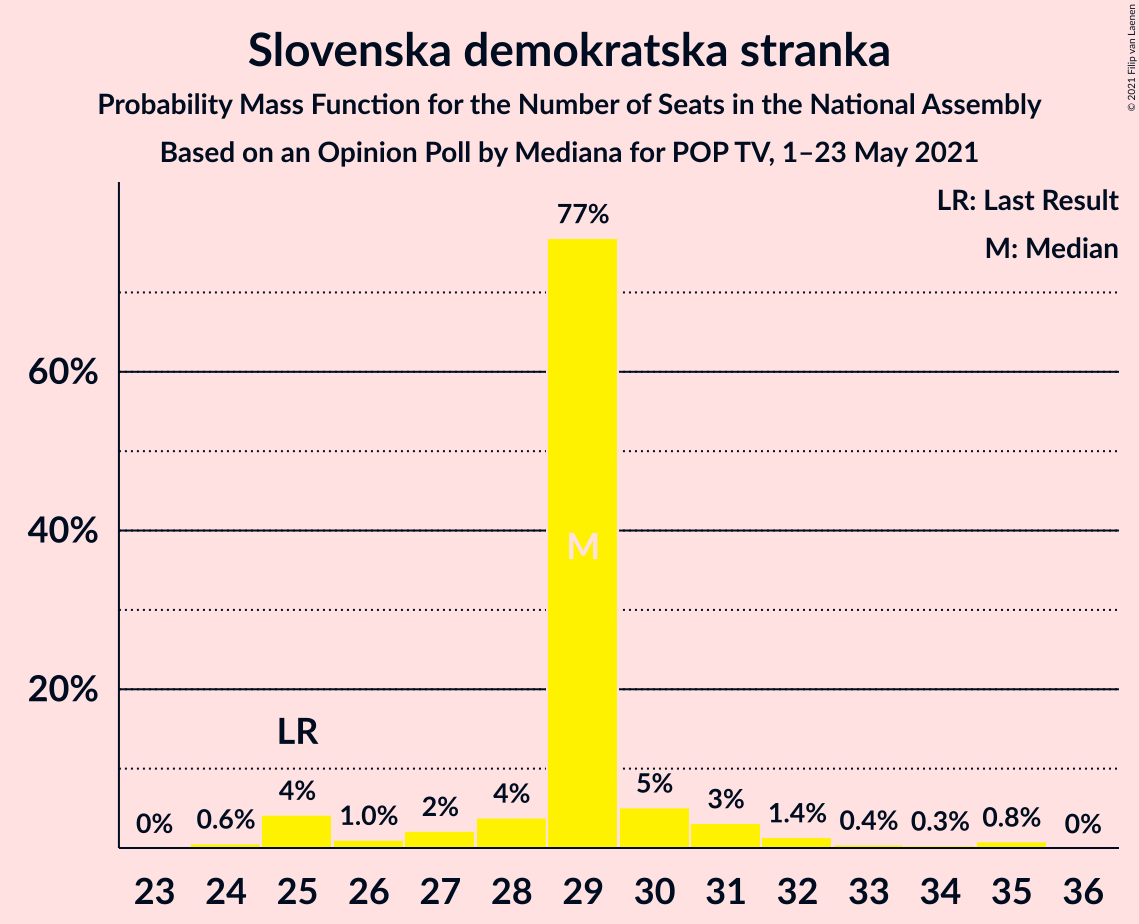 Slovenska demokratska stranka
Probability Mass Function for the Number of Seats in the National Assembly
Based on an Opinion Poll by Mediana for POP TV, 1–23 May 2021
© 2021 Filip van Laenen
LR: Last Result
M: Median
60%
40%
20%
0%
0.6%
LR
4%
1.0%
2%
4%
77%
M
5%
3%
1.4%
0.4%
0.3%
0.8%
0%
23 24 25 26 27 28 29 30 31 32 33 34 35 36